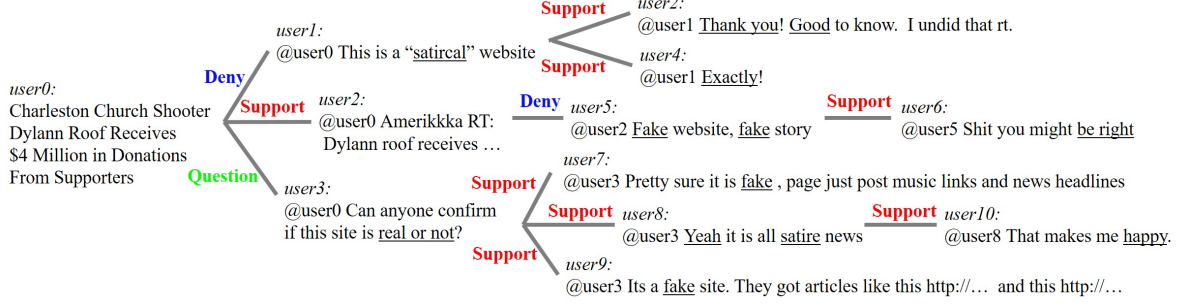 user0:
Charleston Church Shooter
Dylann Roof Receives
$4 Million in Donations
From Supporters
Deny
user1:
@user0 This is a “satircal” website
Support
user2:
@user1 Thank you! Good to know. I undid that rt.
Support
user4:
@user1 Exactly!
Support
user2:
@user0 Amerikkka RT:
Dylann roof receives …
Deny
user5:
@user2 Fake website, fake story
Support
user6:
@user5 Shit you might be right
Question
user3:
@user0 Can anyone confirm
if this site is real or not?
Support
user7:
@user3 Pretty sure it is fake , page just post music links and news headlines
Support
user8:
@user3 Yeah it is all satire news
Support
user10:
@user8 That makes me happy.
Support
user9:
@user3 Its a fake site. They got articles like this http://… and this http://…